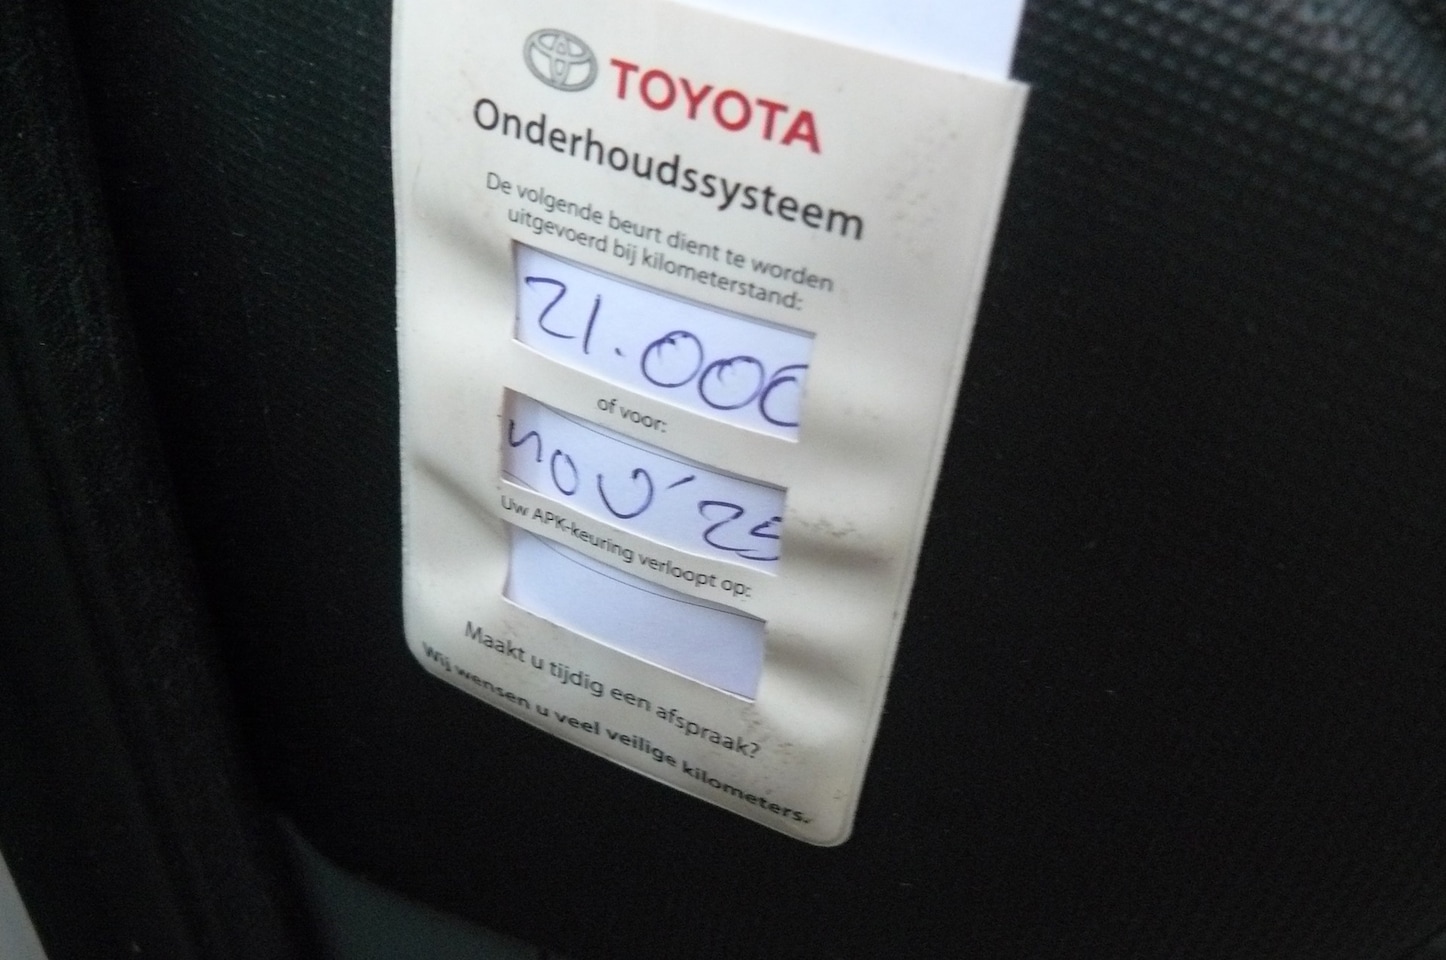 TOYOTA
Onderhoudssysteem
De volgende beurt dient te worden
uitgevoerd bij kilometerstand:
21.000
of voor:
nov '25
Uw APK-keuring verloopt op:
Maakt u tijdig een afspraak?
Wij wensen u veel veilige kilometers.